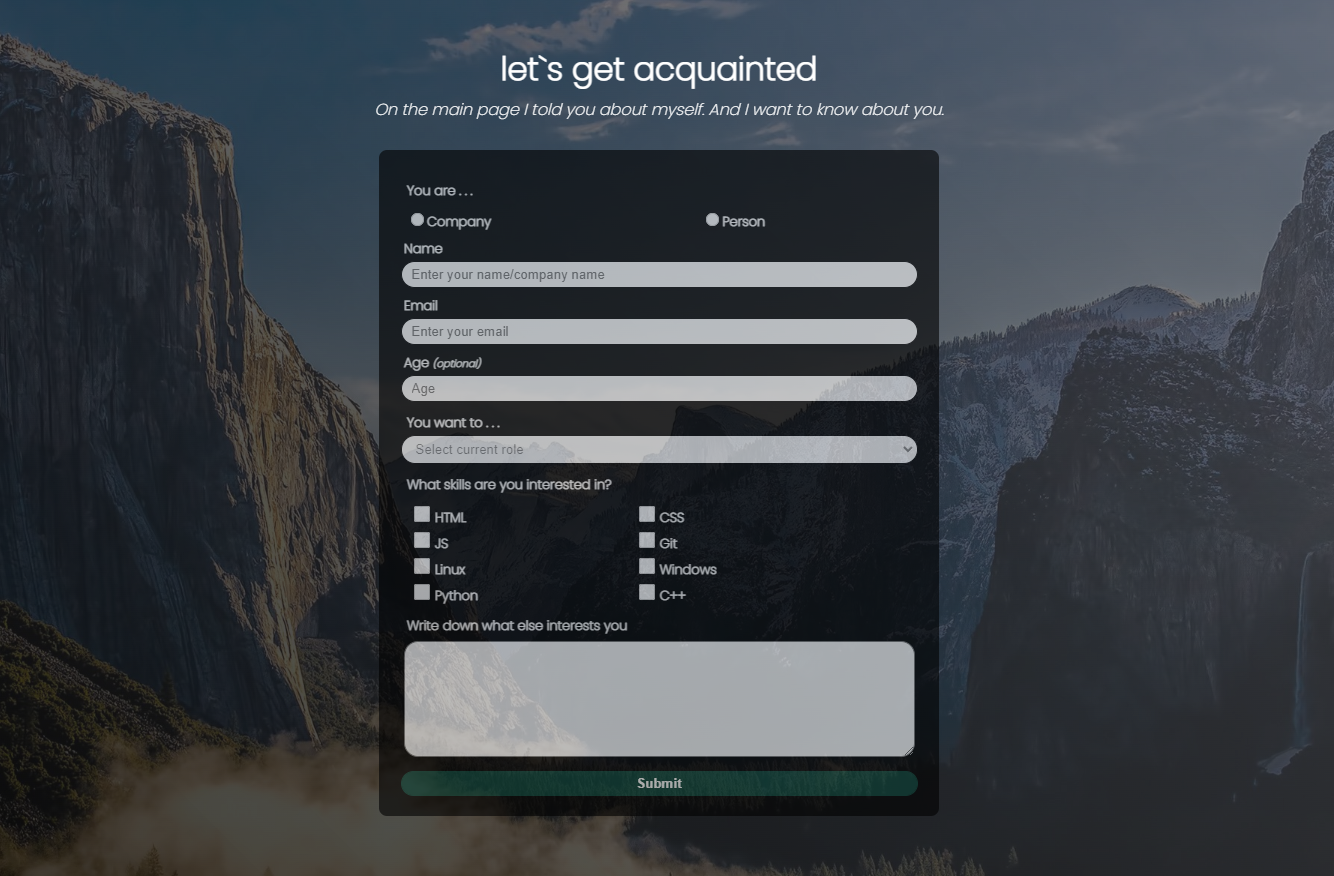 let`s get acquainted
On the main page I told you about myself. And I want to know about you.
You are . . .
Company Person
Name
Enter your name/company name
Email
Enter your email
Age (optional)
Age
You want to . . .
Select current role
What skills are you interested in?
HTML CSS
JS Git
Linux Windows
Python C++
Write down what else interests you
Submit